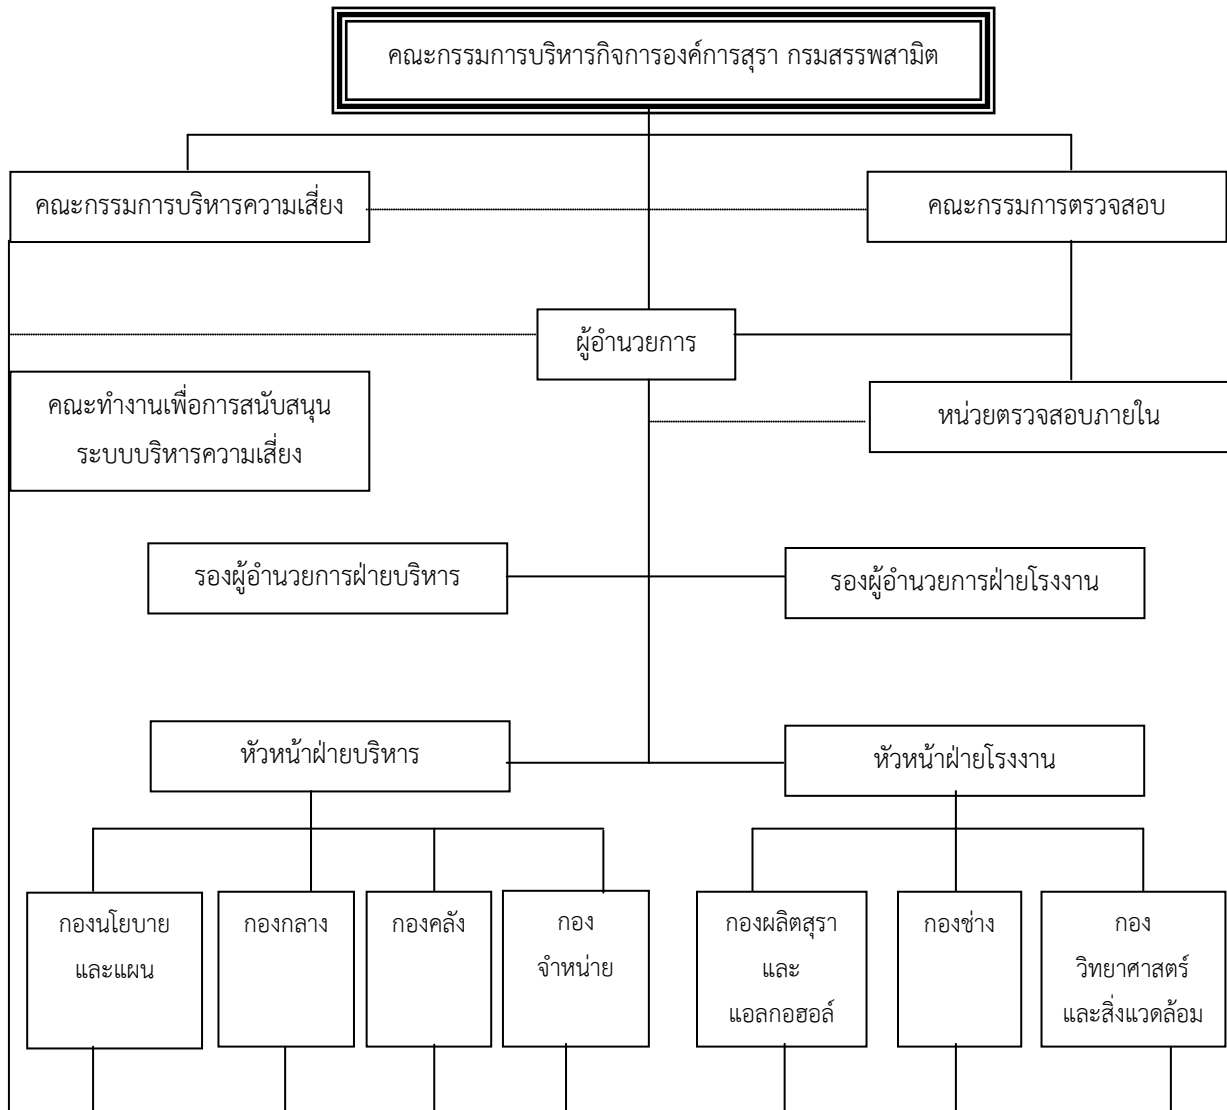 คณะกรรมการบริหารกิจการองค์การสุรา กรมสรรพสามิต
คณะกรรมการบริหารความเสี่ยง
คณะกรรมการตรวจสอบ
ผู้อำนวยการ
คณะทำงานเพื่อการสนับสนุน
ระบบบริหารความเสี่ยง
หน่วยตรวจสอบภายใน
รองผู้อำนวยการฝ่ายบริหาร
รองผู้อำนวยการฝ่ายโรงงาน
หัวหน้าฝ่ายบริหาร
หัวหน้าฝ่ายโรงงาน
กองนโยบาย
และแผน
กองกลาง
กองคลัง
กอง
จำหน่าย
กองผลิตสุรา
และ
แอลกอฮอล์
กองช่าง
กอง
วิทยาศาสตร์
และสิ่งแวดล้อม